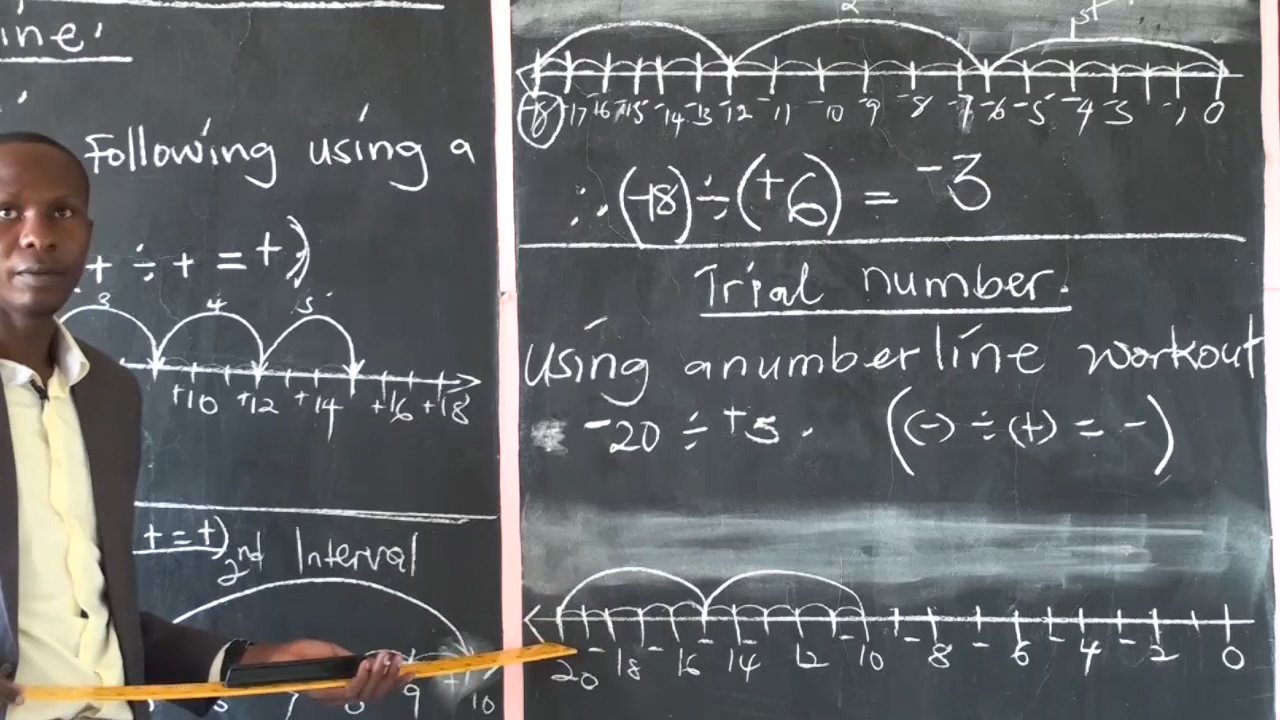 ine'
Following using a
+ ÷ + = +)
3 4 5
+10 +12 +14 +16 +18
+ = +)
2nd Interval
9 +10
2 1st
-18 -17 -16 -15 -14 -13 -12 -11 -10 -9 -8 -7 -6 -5 -4 -3 -1 0
∴ (-18) ÷ (+6) = -3
Trial number.
Using anumberline workout
-20 ÷ +5. ((-) ÷ (+) = -)
-20 -18 -16 -14 -12 -10 -8 -6 -4 -2 0